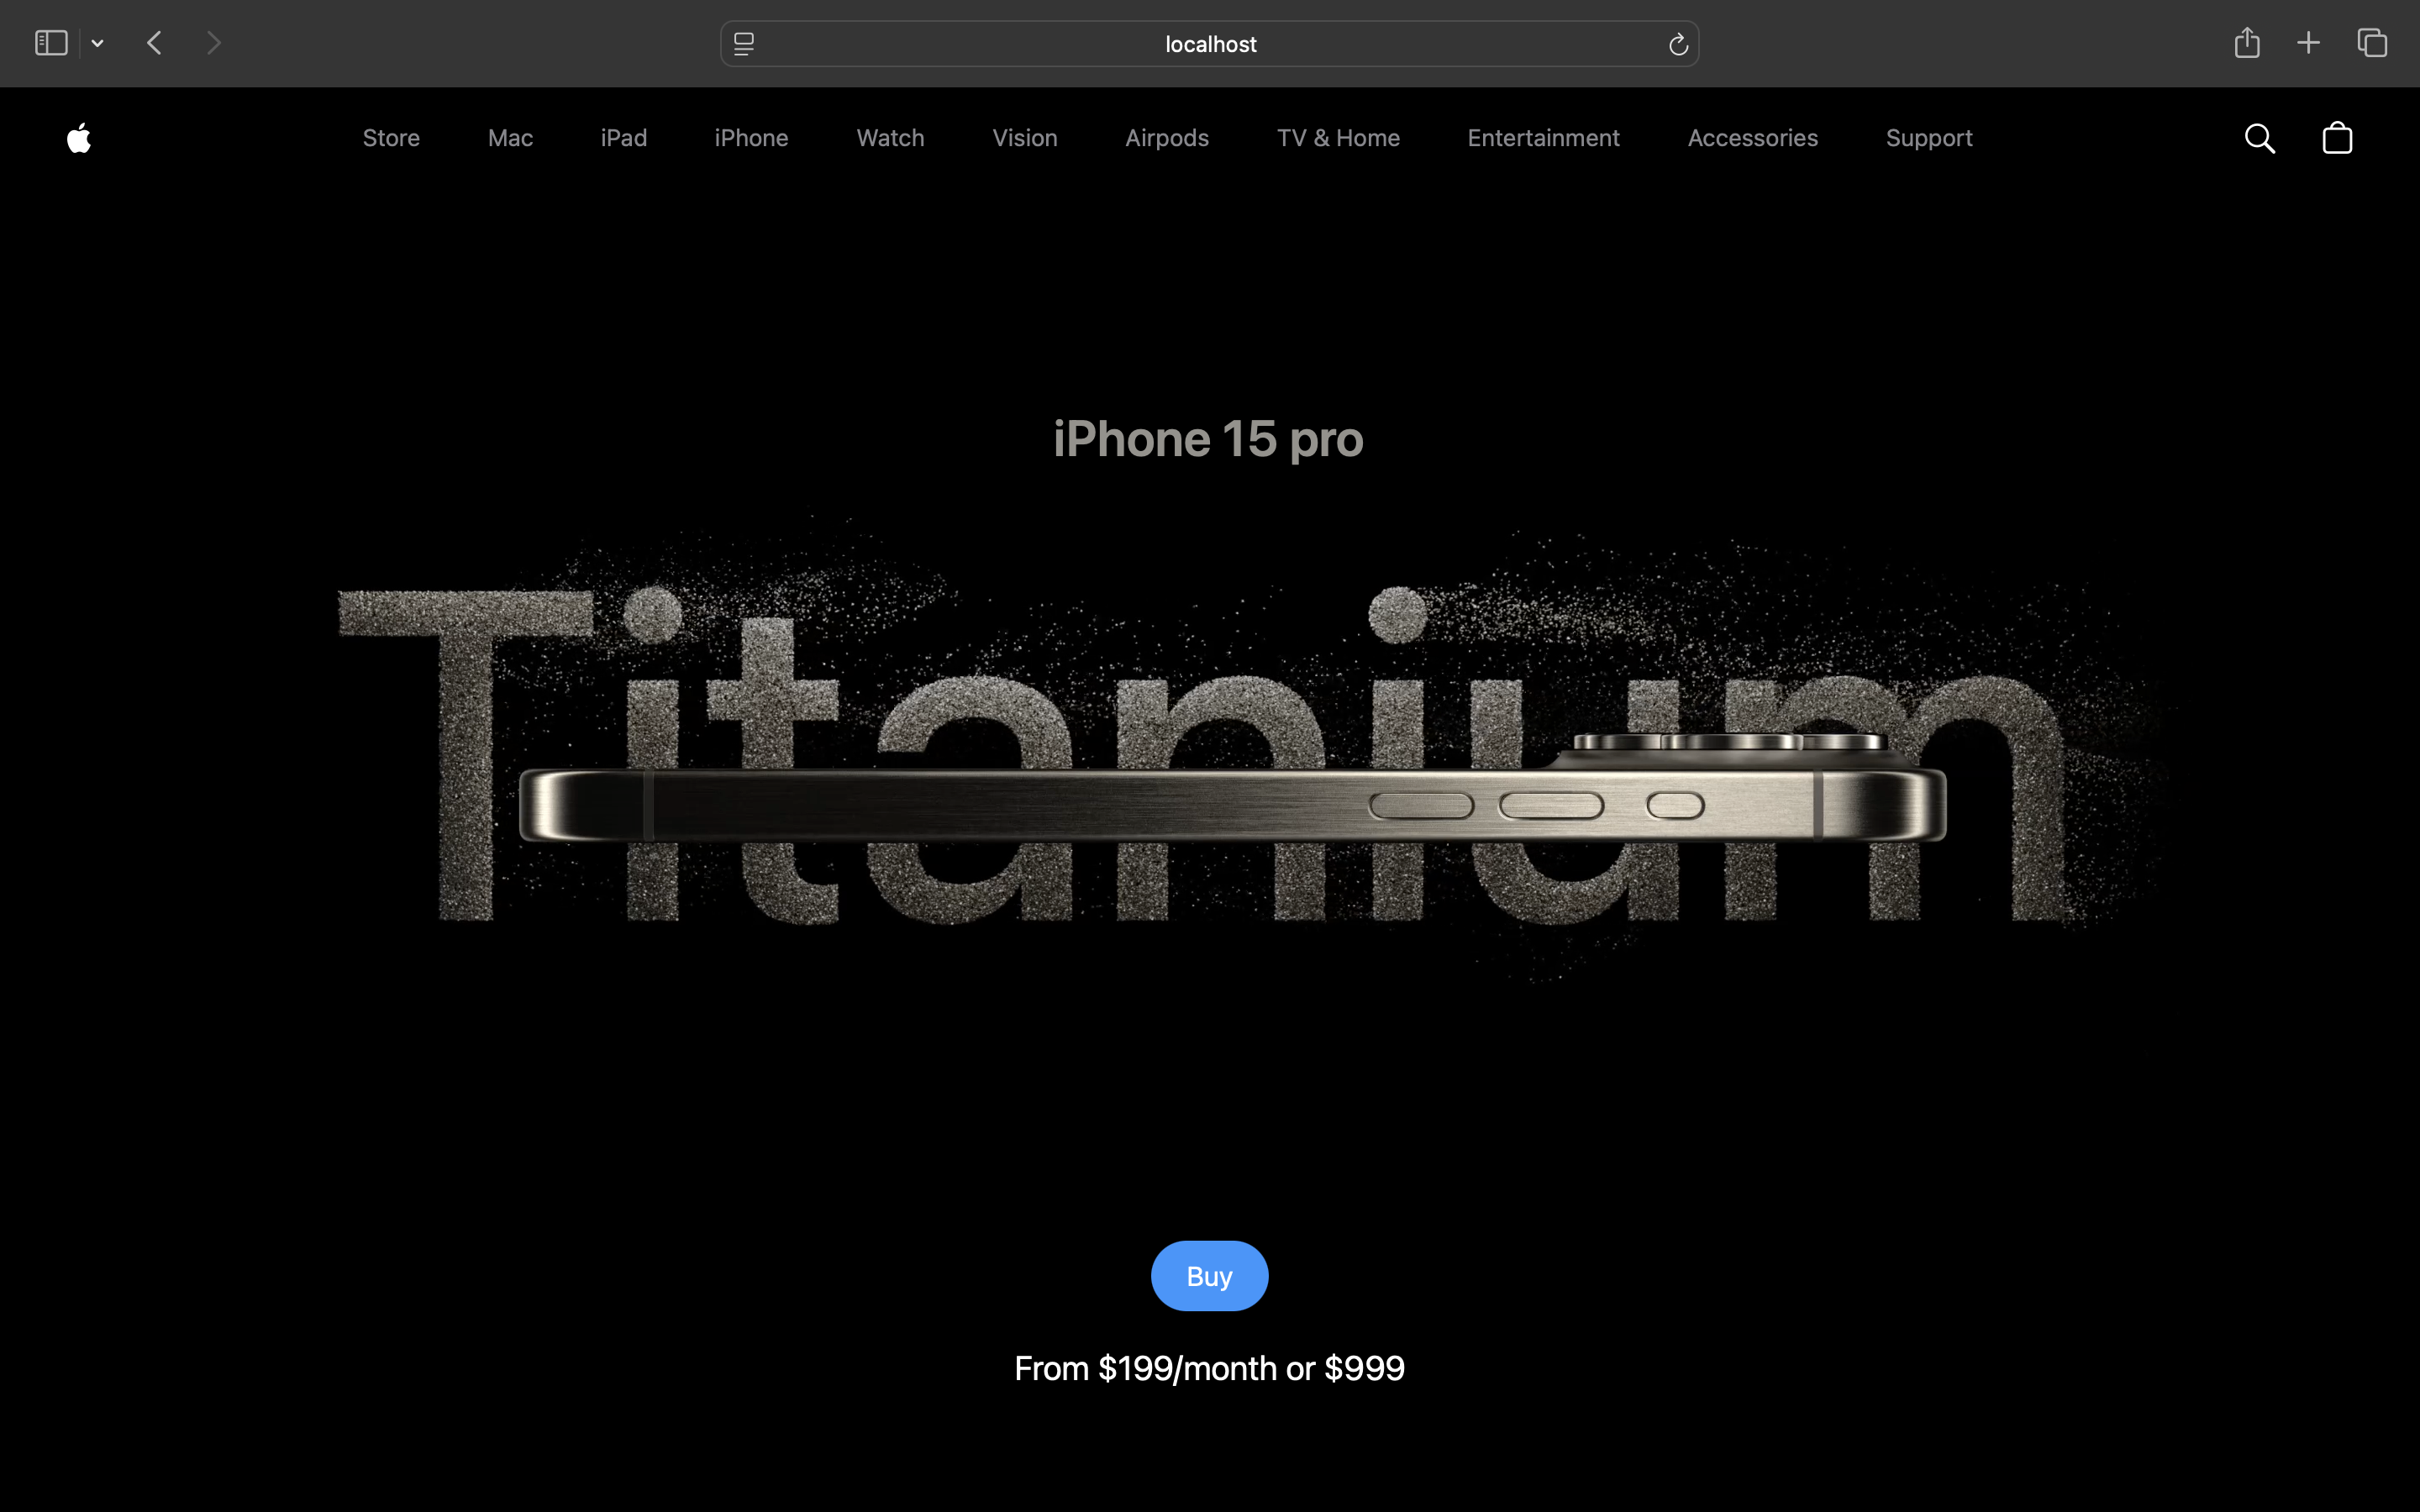 localhost
Store Mac iPad iPhone Watch Vision Airpods TV & Home Entertainment Accessories Support
iPhone 15 pro
Titanium
Buy
From $199/month or $999